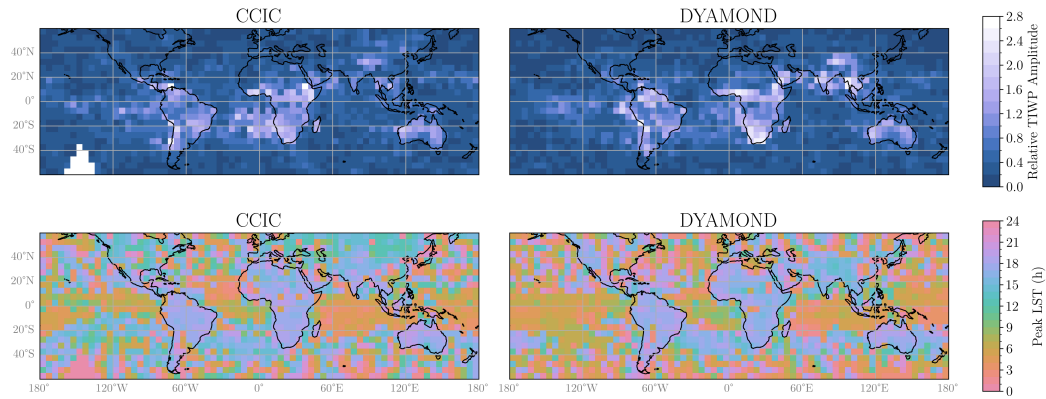 CCIC
DYAMOND
40°N
20°N
0°
20°S
40°S
2.8
2.4
2.0
1.6
1.2
0.8
0.4
0.0
Relative TIWP Amplitude
CCIC
DYAMOND
40°N
20°N
0°
20°S
40°S
180° 120°W 60°W 0° 60°E 120°E 180°
180° 120°W 60°W 0° 60°E 120°E 180°
24
21
18
15
12
9
6
3
0
Peak LST (h)